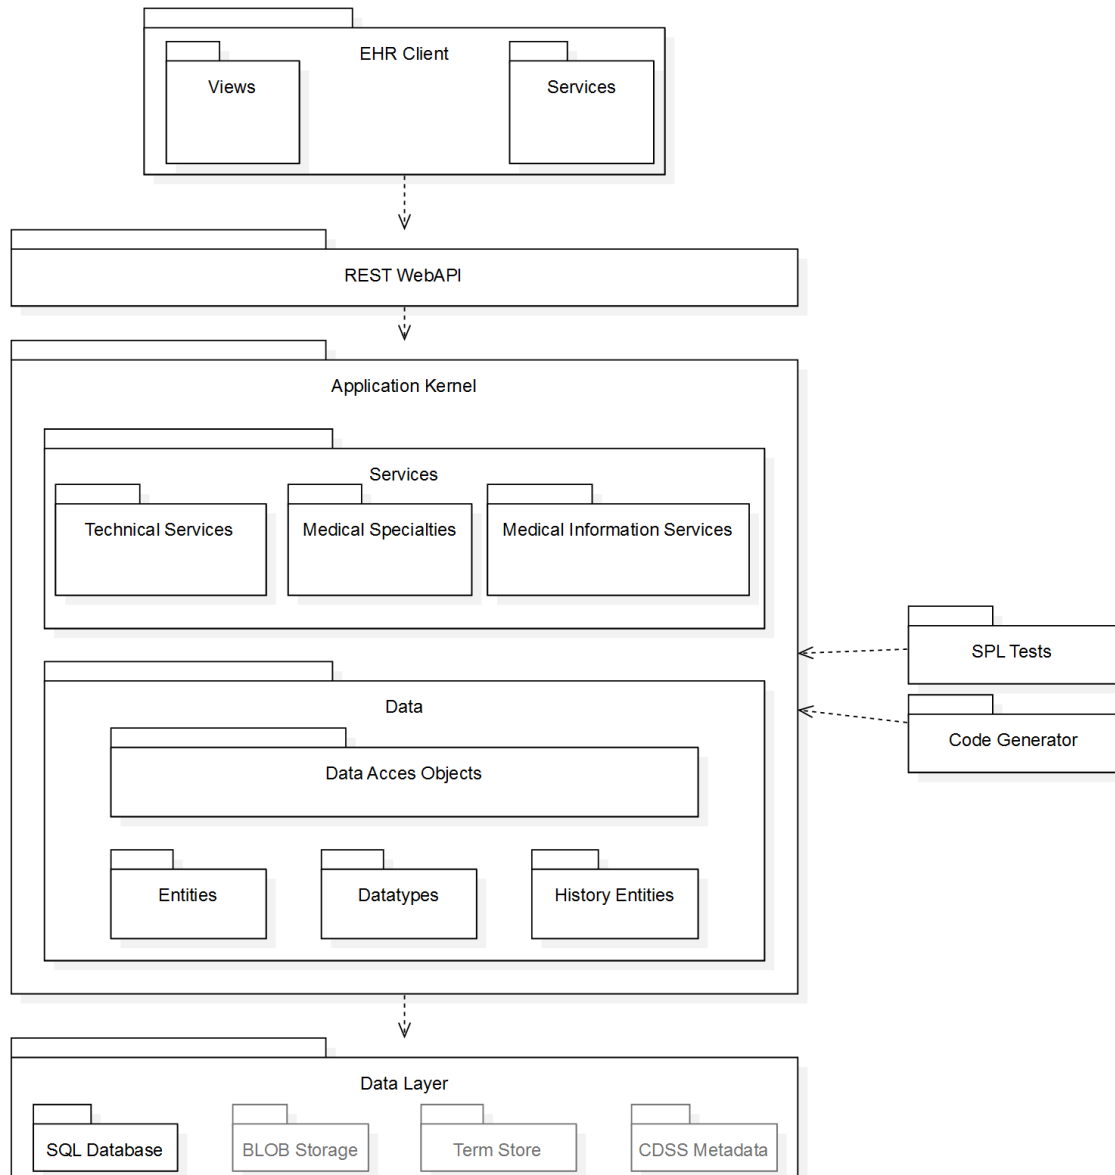 EHR Client
Views
Services
REST WebAPI
Application Kernel
Services
Technical Services
Medical Specialties
Medical Information Services
SPL Tests
Data
Code Generator
Data Acces Objects
Entities
Datatypes
History Entities
Data Layer
SQL Database
BLOB Storage
Term Store
CDSS Metadata